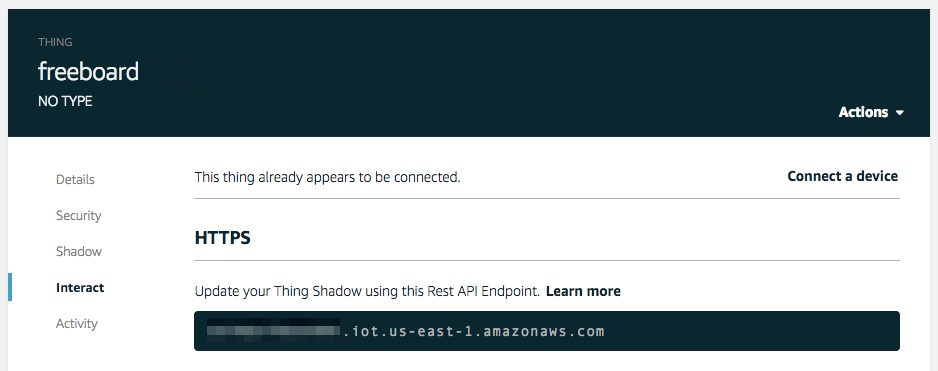 THING
freeboard
NO TYPE
Actions
Details
Security
Shadow
Interact
Activity
This thing already appears to be connected.
Connect a device
HTTPS
Update your Thing Shadow using this Rest API Endpoint. Learn more
.iot.us-east-1.amazonaws.com